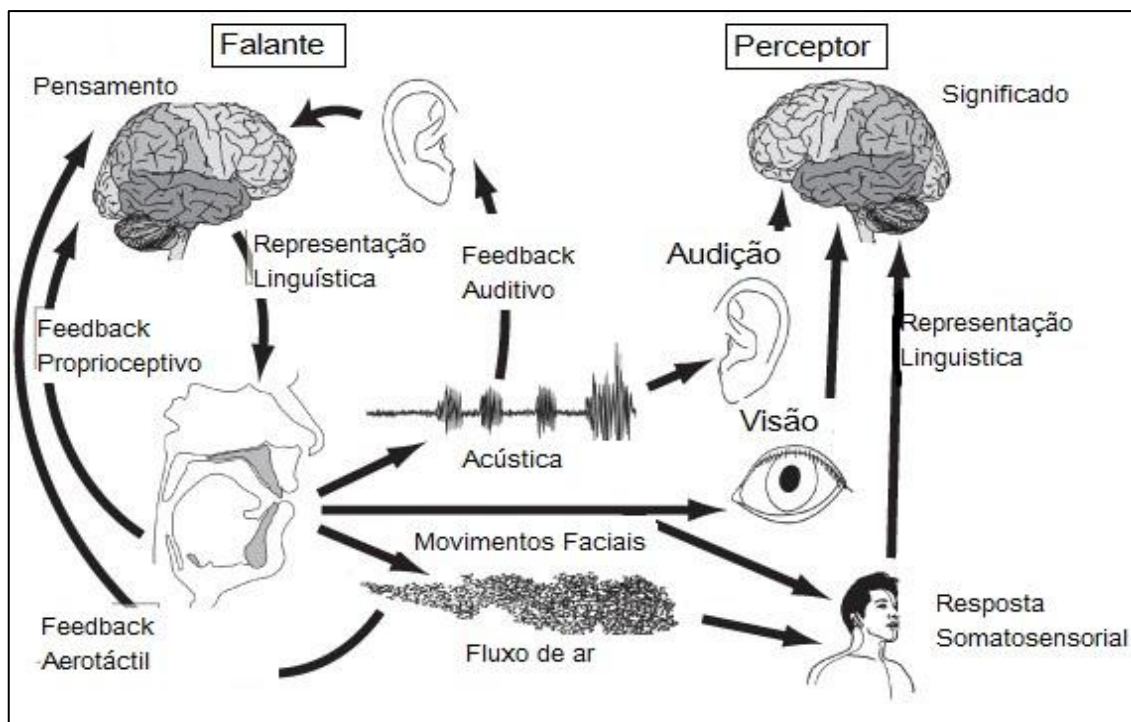 Falante
Perceptor
Pensamento
Significado
Representação
Linguística
Feedback
Auditivo
Audição
Feedback
Proprioceptivo
Representação
Linguistica
Visão
Acústica
Movimentos Faciais
Feedback
Aerotáctil
Fluxo de ar
Resposta
Somatosensorial